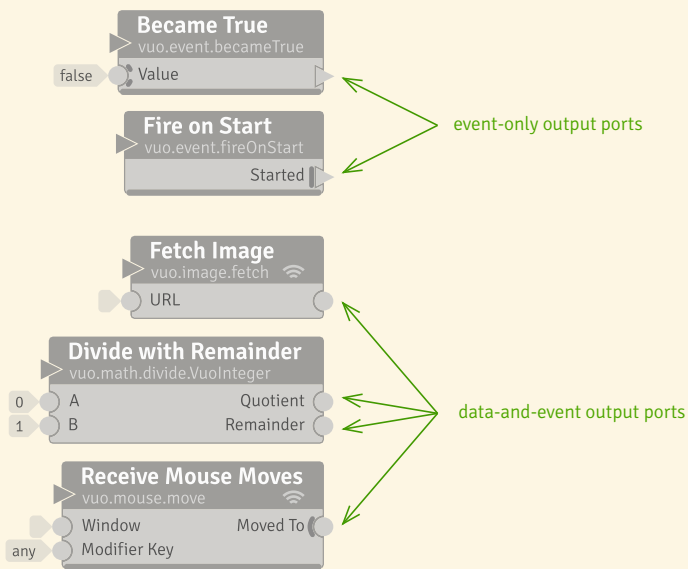 Became True
vuo.event.becameTrue
false
Value
event-only output ports
Fire on Start
vuo.event.fireOnStart
Started
Fetch Image
vuo.image.fetch
URL
Divide with Remainder
vuo.math.divide.VuoInteger
0 A Quotient
1 B Remainder
data-and-event output ports
Receive Mouse Moves
vuo.mouse.move
Window Moved To
any Modifier Key